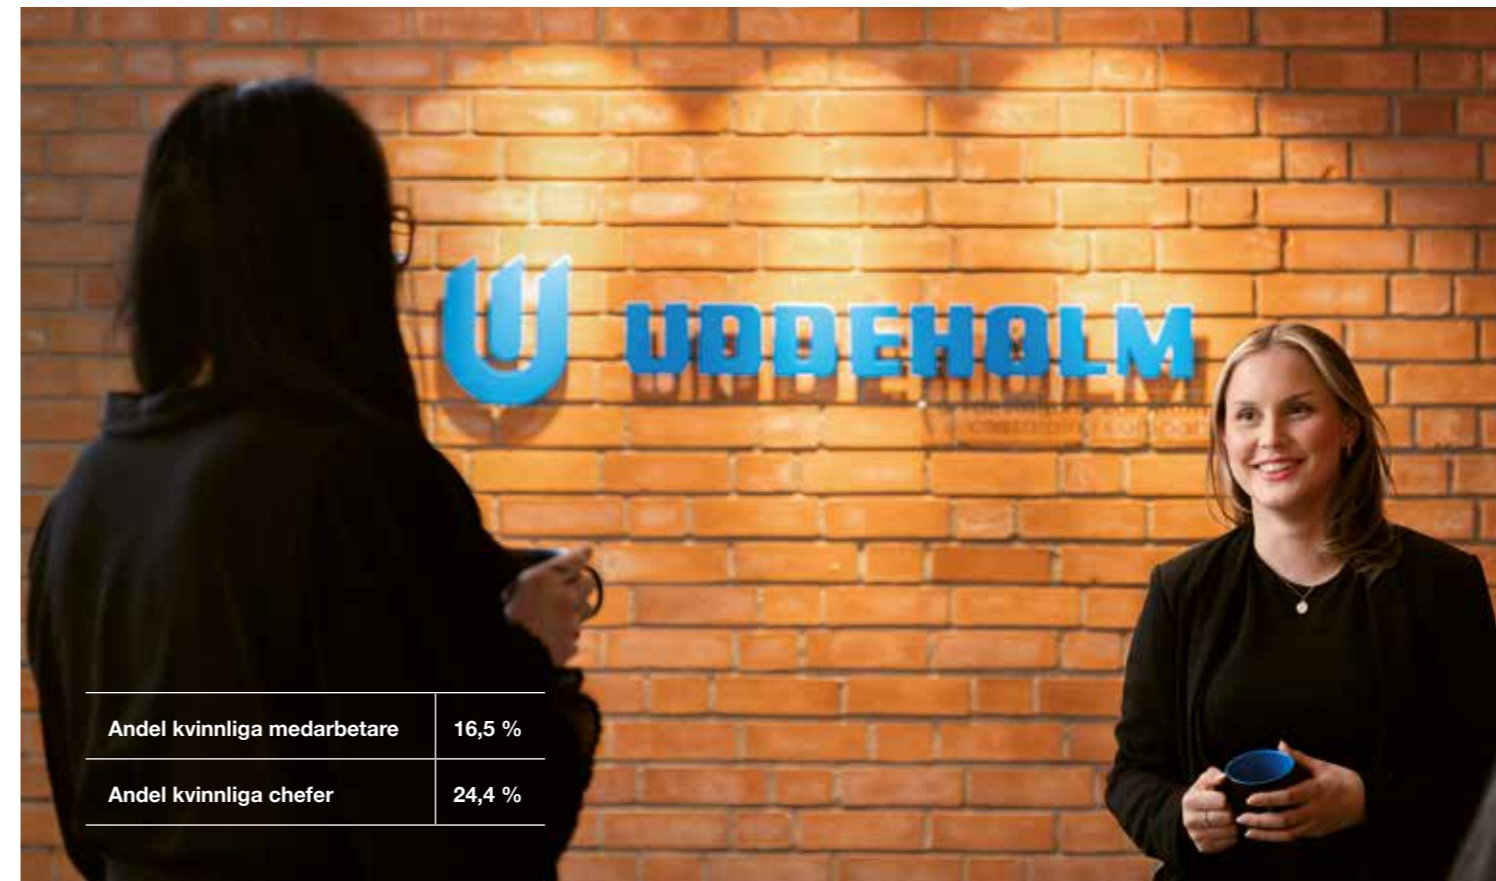 UDDEHOLM
Andel kvinnliga medarbetare 16,5 %
Andel kvinnliga chefer 24,4 %